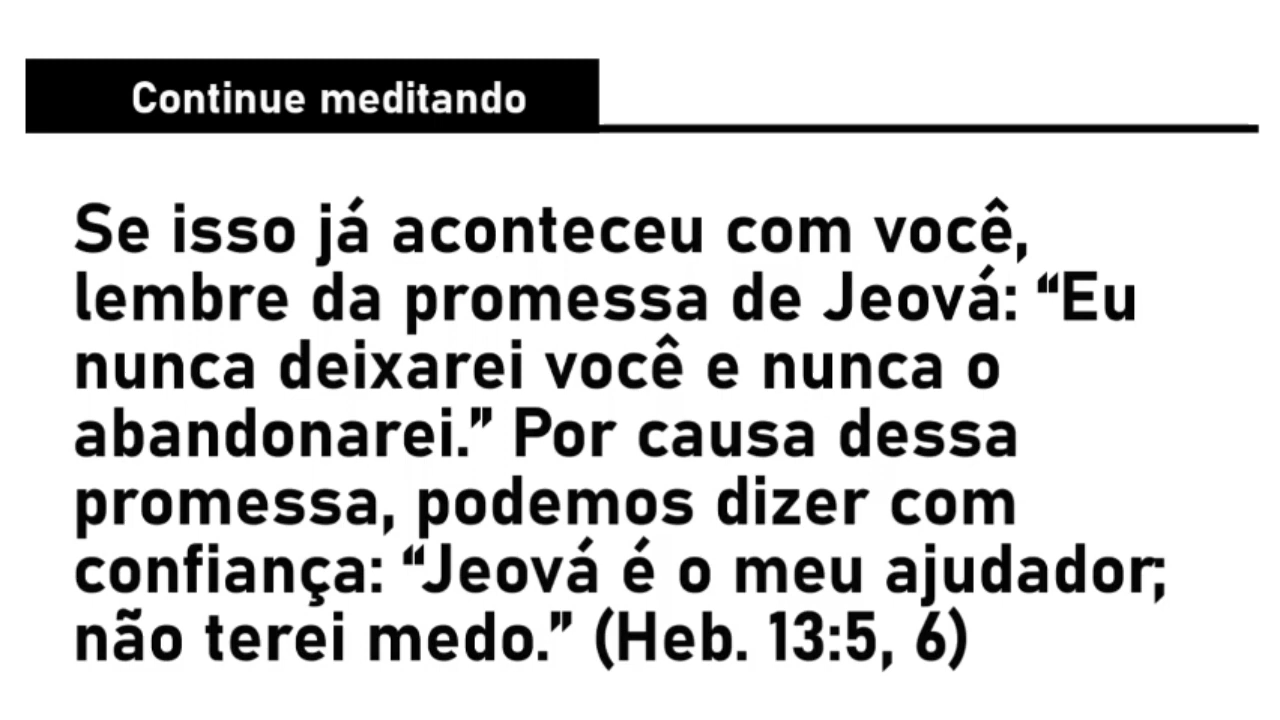 Continue meditando
Se isso já aconteceu com você,
lembre da promessa de Jeová: “Eu
nunca deixarei você e nunca o
abandonarei.” Por causa dessa
promessa, podemos dizer com
confiança: “Jeová é o meu ajudador;
não terei medo.” (Heb. 13:5, 6)